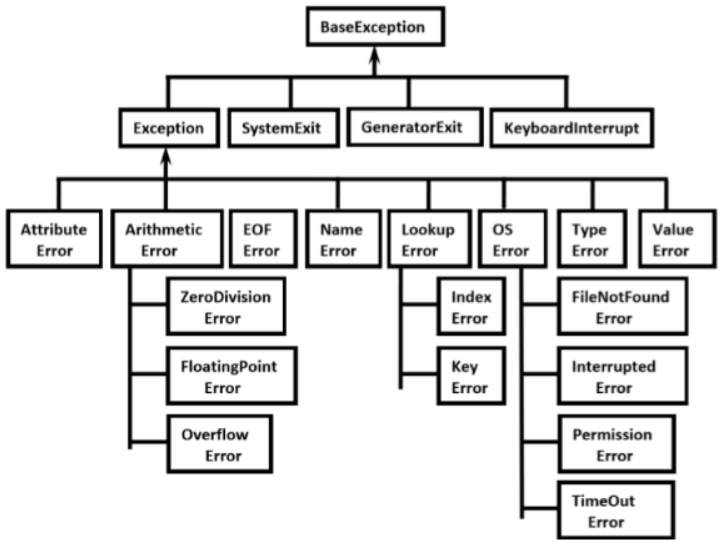 BaseException
Exception
SystemExit
GeneratorExit
KeyboardInterrupt
Attribute
Error
Arithmetic
Error
EOF
Error
Name
Error
Lookup
Error
OS
Error
Type
Error
Value
Error
ZeroDivision
Error
FloatingPoint
Error
Overflow
Error
Index
Error
Key
Error
FileNotFound
Error
Interrupted
Error
Permission
Error
TimeOut
Error